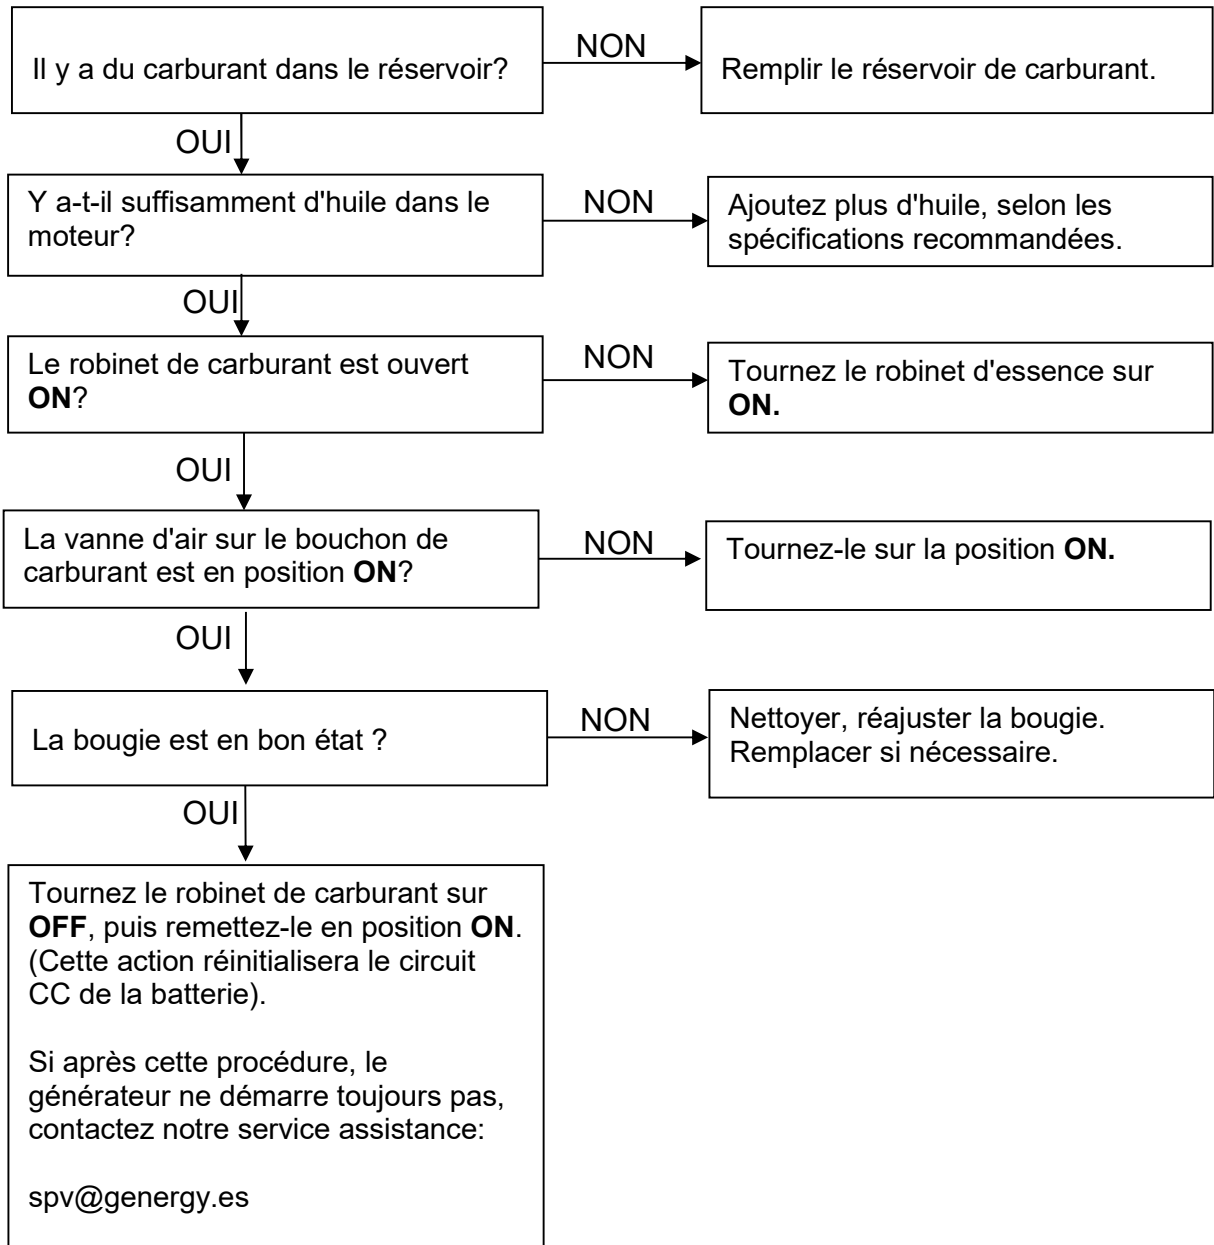 Il y a du carburant dans le réservoir?
NON
Remplir le réservoir de carburant.
OUI
Y a-t-il suffisamment d'huile dans le
moteur?
NON
Ajoutez plus d'huile, selon les
spécifications recommandées.
OUI
Le robinet de carburant est ouvert
ON?
NON
Tournez le robinet d'essence sur
ON.
OUI
La vanne d'air sur le bouchon de
carburant est en position ON?
NON
Tournez-le sur la position ON.
OUI
La bougie est en bon état ?
NON
Nettoyer, réajuster la bougie.
Remplacer si nécessaire.
OUI
Tournez le robinet de carburant sur
OFF, puis remettez-le en position ON.
(Cette action réinitialisera le circuit
CC de la batterie).
Si après cette procédure, le
générateur ne démarre toujours pas,
contactez notre service assistance:
spv@genergy.es